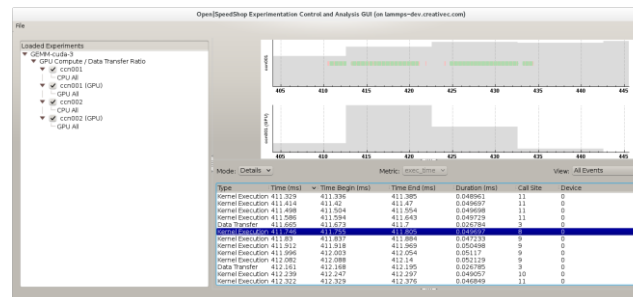 Open|SpeedShop Experimentation Control and Analysis GUI (on lammps-dev.creativec.com)
File
Loaded Experiments
GEMM-cuda-3
GPU Compute / Data Transfer Ratio
ccn001
CPU All
ccn001 (GPU)
GPU All
ccn002
CPU All
ccn002 (GPU)
GPU All
ccn001
405 410 415 420 425 430 435 440 445
ccn001 (GPU)
405 410 415 420 425 430 435 440 445
Mode: Details Metric: exec_time View: All Events
Type Time (ms) Time Begin (ms) Time End (ms) Duration (ms) Call Site Device
Kernel Execution 411.329 411.336 411.385 0.048961 11 0
Kernel Execution 411.414 411.42 411.47 0.049697 11 0
Kernel Execution 411.498 411.504 411.554 0.049698 11 0
Kernel Execution 411.586 411.594 411.643 0.049729 11 0
Data Transfer 411.665 411.673 411.7 0.026784 3 0
Kernel Execution 411.746 411.755 411.805 0.049697 8 0
Kernel Execution 411.83 411.837 411.884 0.047233 9 0
Kernel Execution 411.912 411.918 411.969 0.050498 9 0
Kernel Execution 411.996 412.003 412.054 0.05117 9 0
Kernel Execution 412.082 412.088 412.14 0.052129 9 0
Data Transfer 412.161 412.168 412.195 0.026785 3 0
Kernel Execution 412.239 412.247 412.297 0.049057 10 0
Kernel Execution 412.322 412.329 412.376 0.046849 11 0